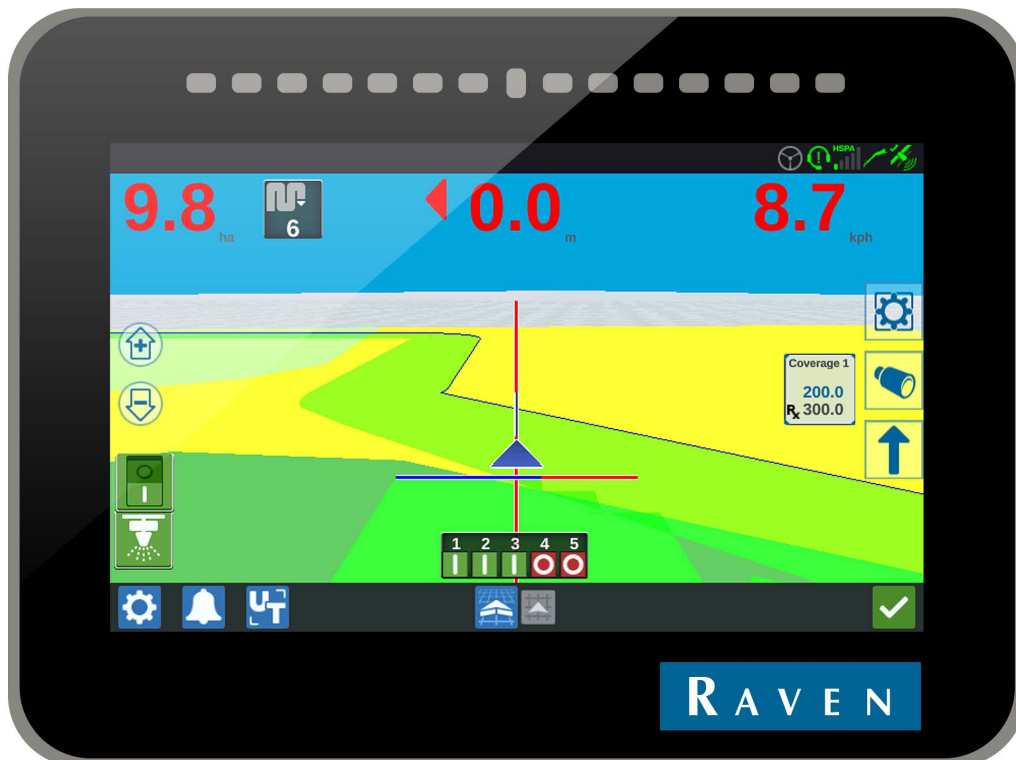 HSPA
9.8 ha
6
0.0 m
8.7 kph
Coverage 1
200.0
Rx 300.0
1 2 3 4 5
UT
RAVEN